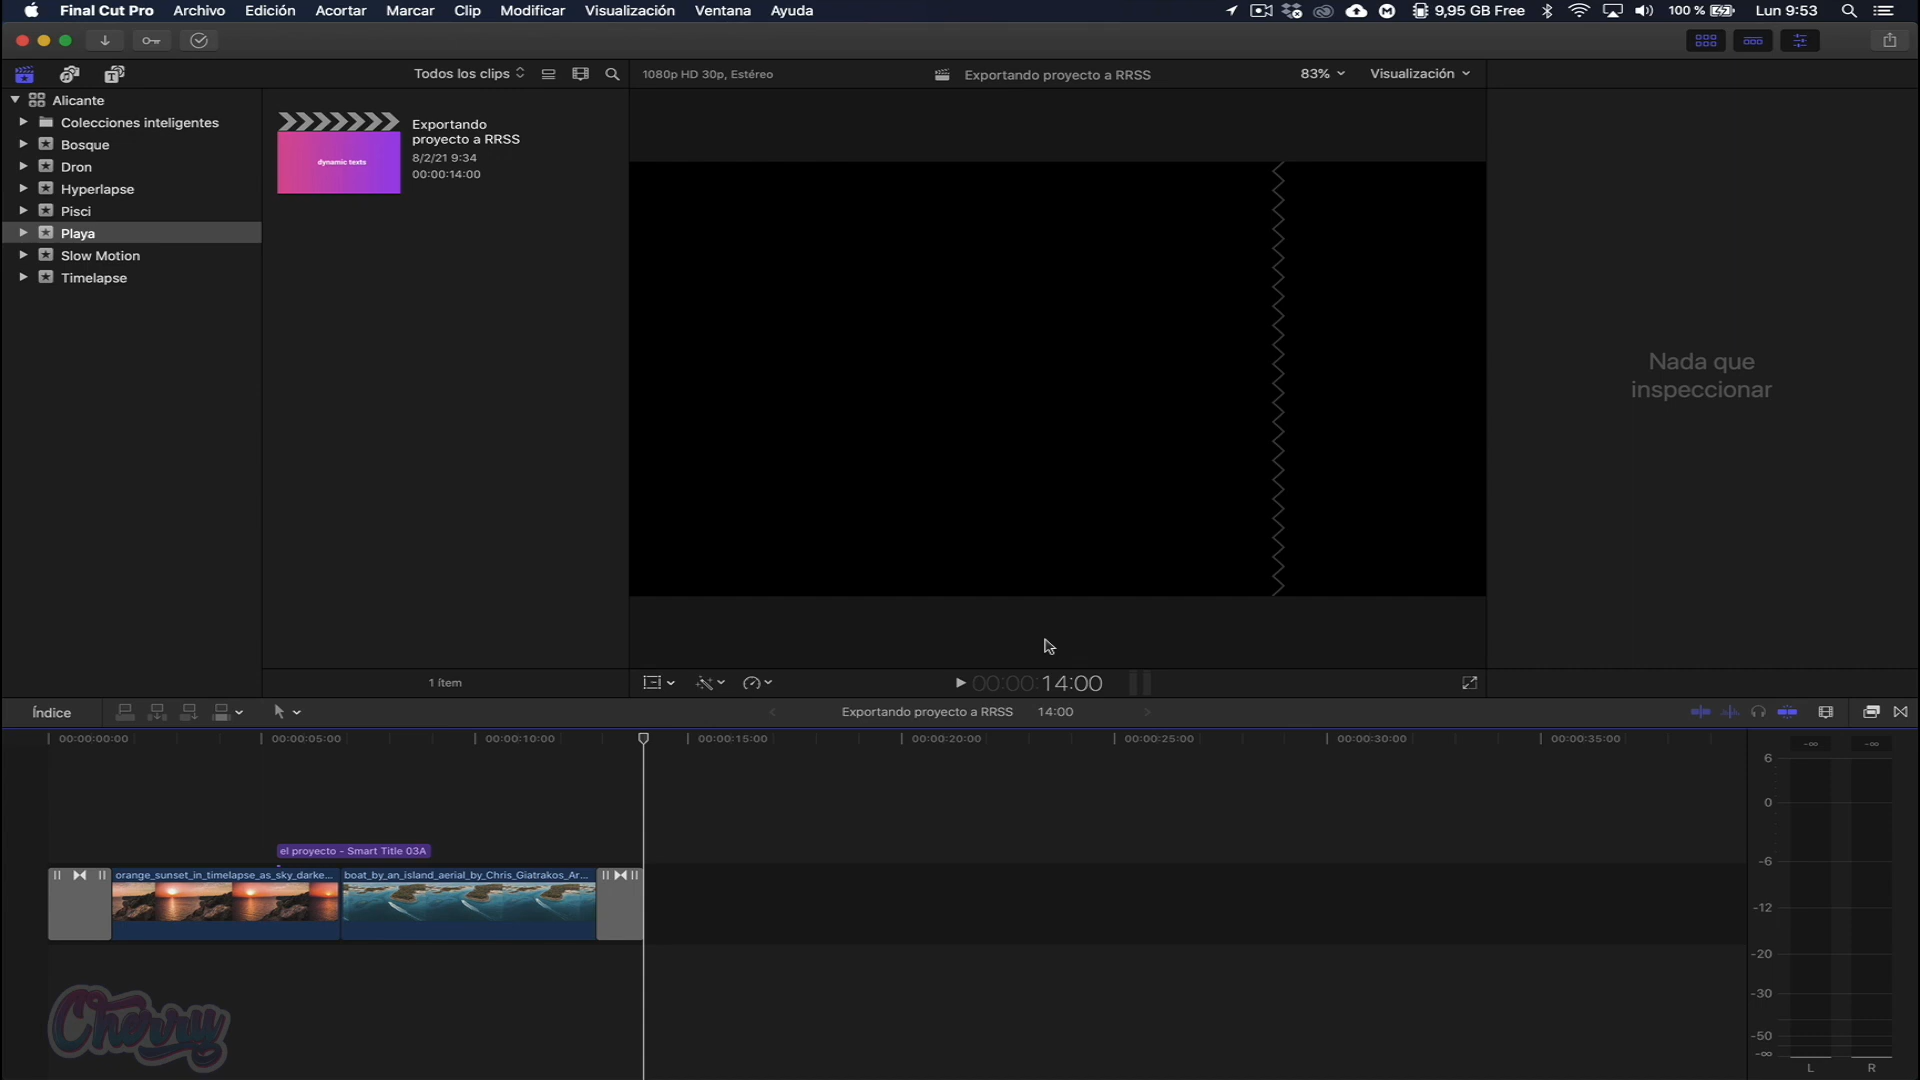 Final Cut Pro Archivo Edición Acortar Marcar Clip Modificar Visualización Ventana Ayuda
9,95 GB Free 100 % Lun 9:53
Todos los clips
1080p HD 30p, Estéreo
Exportando proyecto a RRSS
83%
Visualización
Alicante
Colecciones inteligentes
Bosque
Dron
Hyperlapse
Pisci
Playa
Slow Motion
Timelapse
dynamic texts
Exportando
proyecto a RRSS
8/2/21 9:34
00:00:14:00
1 ítem
Nada que
inspeccionar
00:00:14:00
Índice
Exportando proyecto a RRSS 14:00
00:00:00:00 00:00:05:00 00:00:10:00 00:00:15:00 00:00:20:00 00:00:25:00 00:00:30:00 00:00:35:00
el proyecto - Smart Title 03A
orange_sunset_in_timelapse_as_sky_darke...
boat_by_an_island_aerial_by_Chris_Giatrakos_Ar...
-∞ -∞
6
0
-6
-12
-20
-30
-50
-∞
L R
Cherry